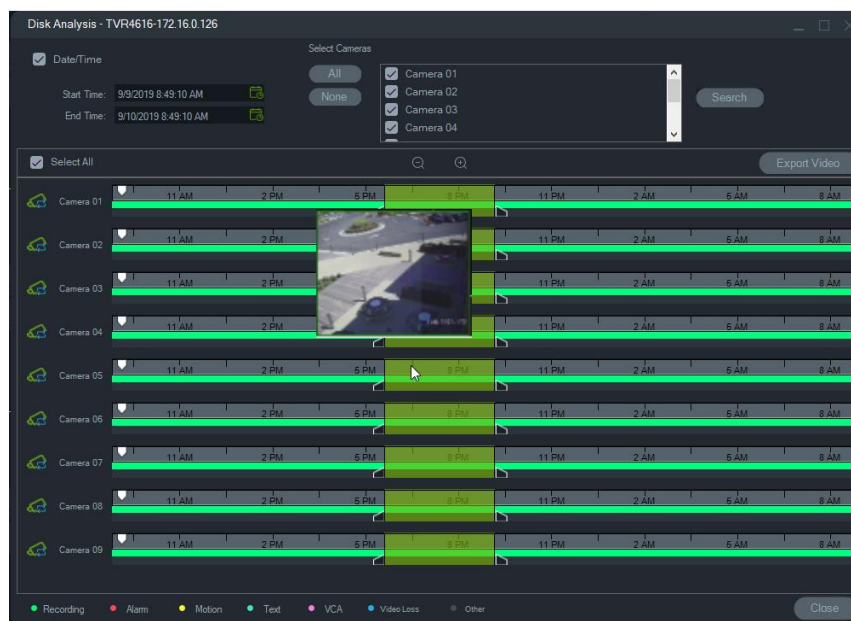 Disk Analysis - TVR4616-172.16.0.126
Date/Time
Start Time: 9/9/2019 8:49:10 AM
End Time: 9/10/2019 8:49:10 AM
Select Cameras
All
None
Camera 01
Camera 02
Camera 03
Camera 04
Search
Select All
Export Video
Camera 01 11 AM 2 PM 5 PM 8 PM 11 PM 2 AM 5 AM 8 AM
Camera 02 11 AM 2 PM 11 PM 2 AM 5 AM 8 AM
Camera 03 11 AM 2 PM 11 PM 2 AM 5 AM 8 AM
Camera 04 11 AM 2 PM 11 PM 2 AM 5 AM 8 AM
Camera 05 11 AM 2 PM 5 PM 8 PM 11 PM 2 AM 5 AM 8 AM
Camera 06 11 AM 2 PM 5 PM 8 PM 11 PM 2 AM 5 AM 8 AM
Camera 07 11 AM 2 PM 5 PM 8 PM 11 PM 2 AM 5 AM 8 AM
Camera 08 11 AM 2 PM 5 PM 8 PM 11 PM 2 AM 5 AM 8 AM
Camera 09 11 AM 2 PM 5 PM 8 PM 11 PM 2 AM 5 AM 8 AM
Recording Alarm Motion Text VCA Video Loss Other
Close